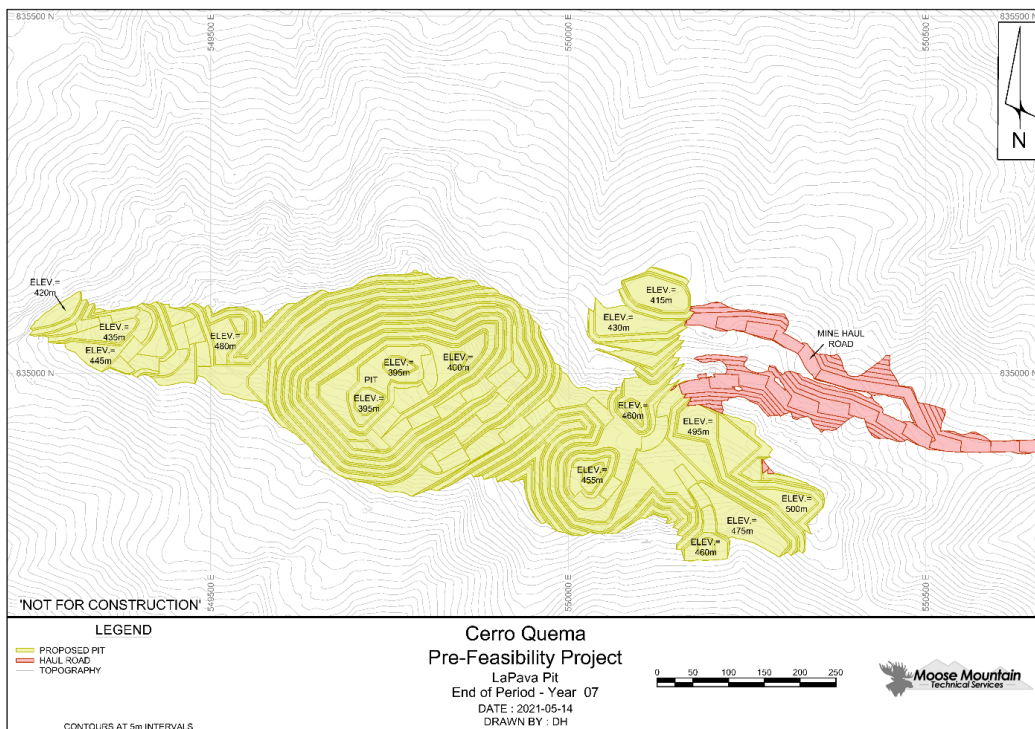 835500 N
549500 E
550000 E
550500 E
835500 N
N
ELEV.=
420m
ELEV.=
435m
ELEV.=
445m
ELEV.=
480m
ELEV.=
395m
PIT
ELEV.=
395m
ELEV.=
400m
ELEV.=
415m
ELEV.=
430m
MINE HAUL
ROAD
835000 N
835000 N
ELEV.=
460m
ELEV.=
495m
ELEV.=
455m
ELEV.=
500m
ELEV.=
475m
ELEV.=
460m
549500 E
550000 E
550500 E
'NOT FOR CONSTRUCTION'
LEGEND
PROPOSED PIT
HAUL ROAD
TOPOGRAPHY
CONTOURS AT 5m INTERVALS
Cerro Quema
Pre-Feasibility Project
LaPava Pit
End of Period - Year 07
DATE : 2021-05-14
DRAWN BY : DH
0 50 100 150 200 250
Moose Mountain
Technical Services